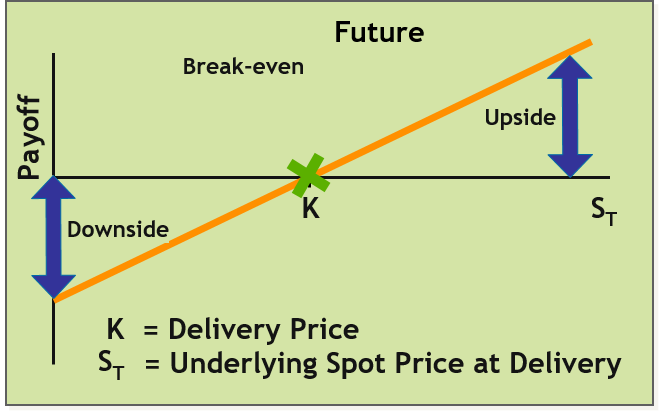 Future
Break-even
Payoff
Upside
K
S_T
Downside
K = Delivery Price
S_T = Underlying Spot Price at Delivery